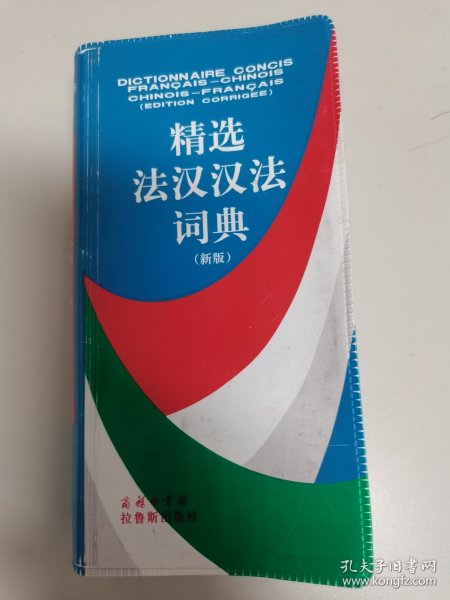 DICTIONNAIRE CONCIS
FRANÇAIS-CHINOIS
CHINOIS-FRANÇAIS
(EDITION CORRIGEE)
精选
法汉汉法
词典
(新版)
商务印书馆
拉鲁斯出版社
孔夫子旧书网
www.kongfz.com